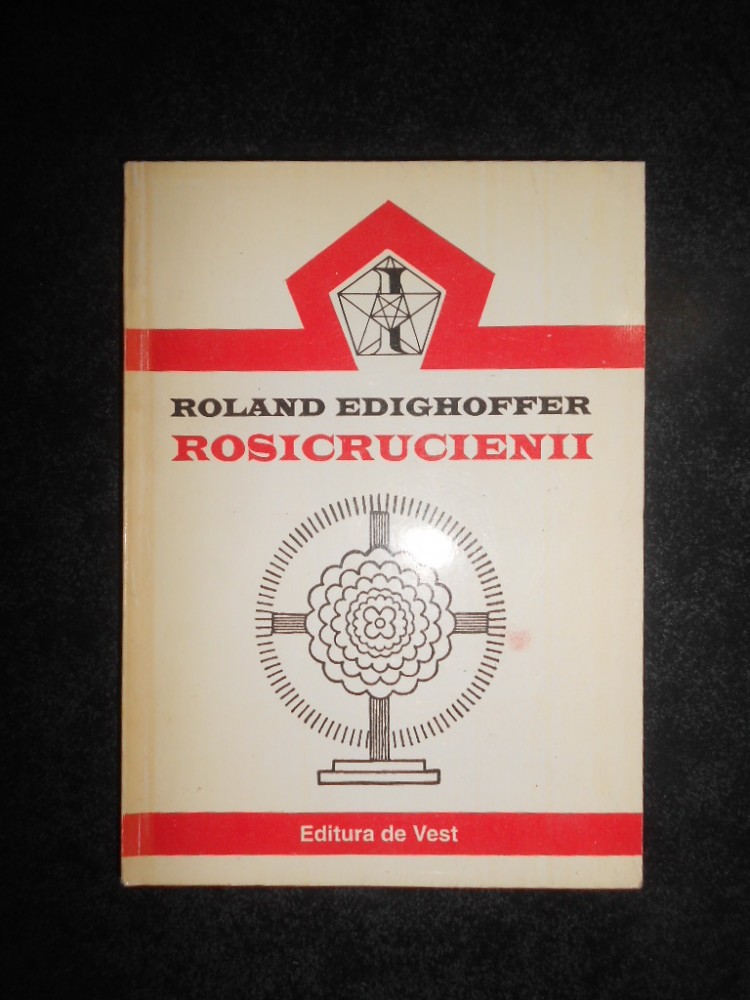 ROLAND EDIGHOFFER
ROSICRUCIENII
Editura de Vest